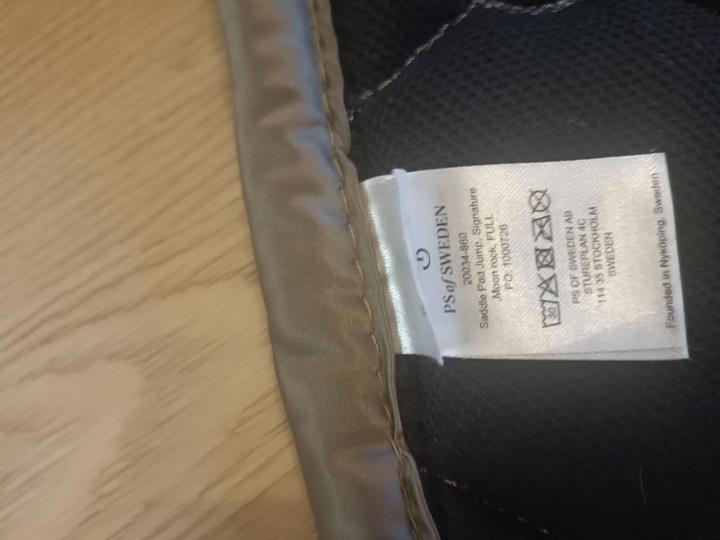 PS of SWEDEN
20034-860
Saddle Pad Jump, Signature
Moon rock, FULL
PO: 1000726
30
PS OF SWEDEN AB
STUREPLAN 4C
114 35 STOCKHOLM
SWEDEN
Founded in Nyköping, Sweden